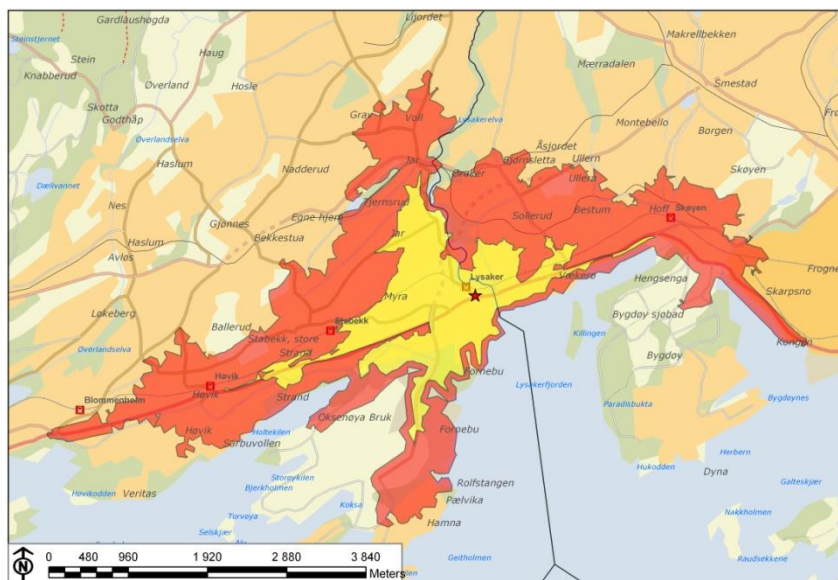 Gardlaushogda
Lijordet
Makrellbekken
Steinstjernet
Stein
Haug
Mærradalen
Knabberud
Øverland
Hosle
Smestad
Skotta
Grav
Voll
Lysakerelva
Godthåp
Montebello
Borgen
Øverlandselva
Åsjordet
Haslum
Nadderud
Jar
Øraker
Bjørnsletta
Ullern
Skøyen
Dælivannet
Ullern
Tjernsrud
Nes
Gjønnes
Egne hjem
Sollerud
Bestum
Hoff
Skøyen
Haslum
Bekkestua
Jar
Avløs
Frogner
Lysaker
Vækerø
Hengsenga
Skarpsno
Løkeberg
Myra
Bygdøy sjøbad
Ballerud
Stabekk
Killingen
Øverlandselva
Stabekk, store
Kongen
Strand
Bygdøy
Fornebu
Høvik
Lysakerfjorden
Blommenholm
Høvik
Strand
Paradisbukta
Bygdøynes
Oksenøya Bruk
Høvik
Holtekilen
Fornebu
Sarbuvollen
Herbern
Storøykilen
Hukodden
Dyna
Veritas
Bjerkholmen
Rolfstangen
Galteskjær
Høvikodden
Koksa
Pælvika
Torvøya
Nakkholmen
Selskjær
Hamna
Geitholmen
Raudsekkene
N
0 480 960 1 920 2 880 3 840
Meters